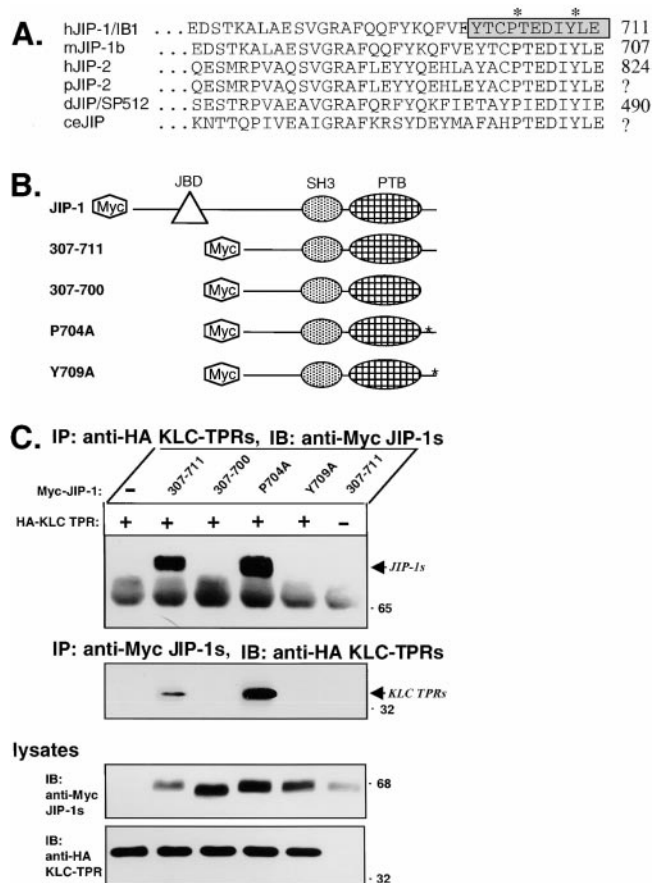 A.
* *
hJIP-1/IB1 ...EDSTKALAESVGRAFQQFYKQFVEYTCPTEDIYLE 711
mJIP-1b ...EDSTKALAESVGRAFQQFYKQFVEYTCPTEDIYLE 707
hJIP-2 ...QESMRPVAQSVGRAFLEYYQEHLAYACPTEDIYLE 824
pJIP-2 ...QESMRPVAQSVGRAFLEYYQEHLEYACPTEDIYLE ?
dJIP/SP512 ...SESTRPVAEAVGRAFQRFYQKFIETAYPIEDIYIE 490
ceJIP ...KNTTQPIVEAIGRAFKRSYDEYMAFAHPTEDIYLE ?
B.
JBD SH3 PTB
JIP-1 Myc
307-711 Myc
307-700 Myc
P704A Myc *
Y709A Myc *
C. IP: anti-HA KLC-TPRs, IB: anti-Myc JIP-1s
Myc-JIP-1: – 307-711 307-700 P704A Y709A 307-711
HA-KLC TPR: + + + + + –
JIP-1s
- 65
IP: anti-Myc JIP-1s, IB: anti-HA KLC-TPRs
KLC TPRs
- 32
lysates
IB: anti-Myc JIP-1s - 68
IB: anti-HA KLC-TPR
- 32